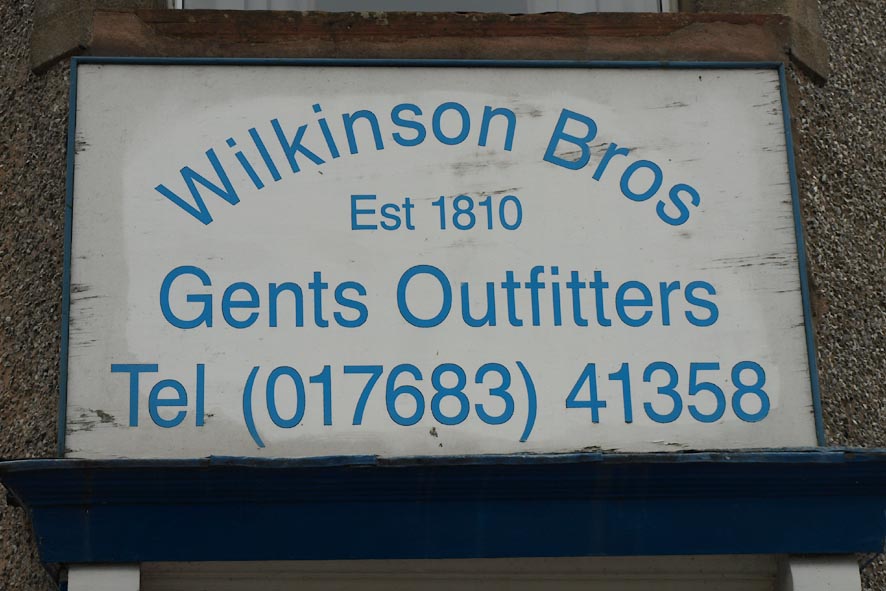 Wilkinson Bros
Est 1810
Gents Outfitters
Tel (017683) 41358